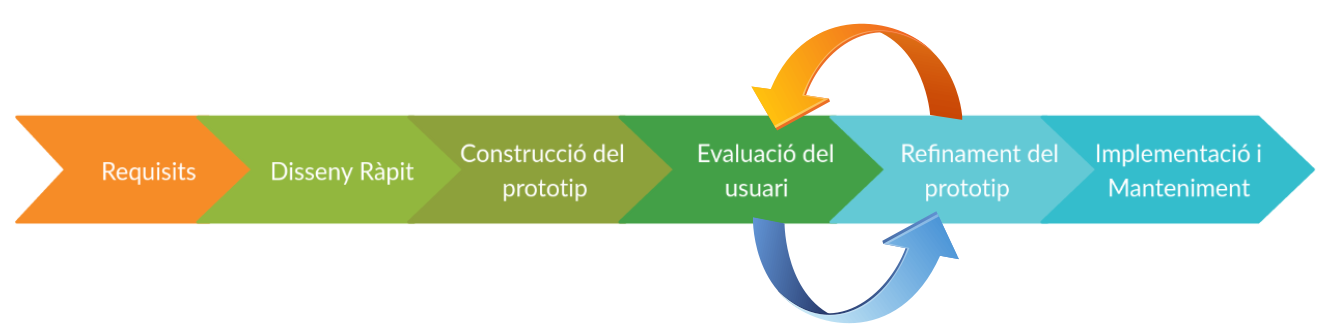 Requisits
Disseny Ràpit
Construcció del
prototip
Evaluació del
usuari
Refinament del
prototip
Implementació i
Manteniment